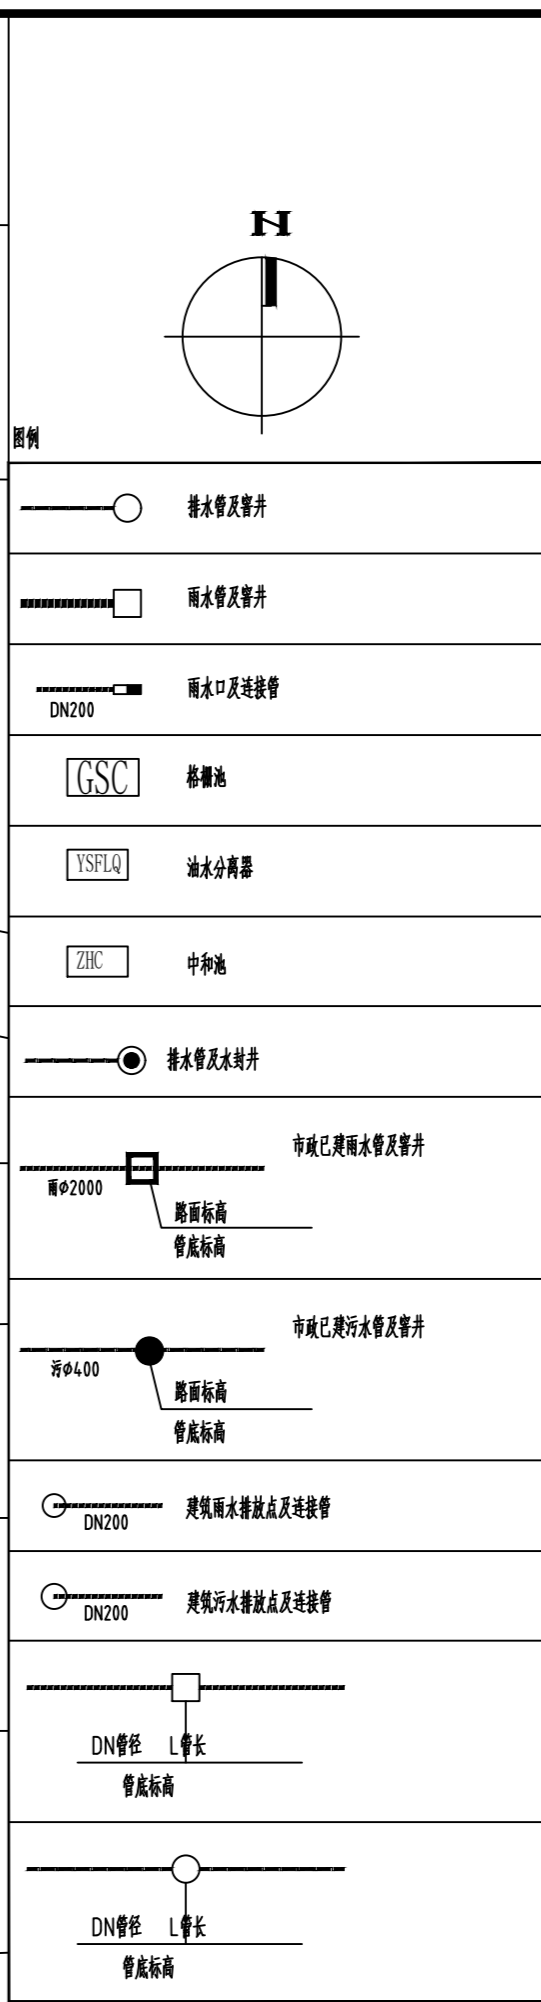 N
图例
排水管及窨井
雨水管及窨井
DN200
雨水口及连接管
GSC
格栅池
YSFLQ
油水分离器
ZHC
中和池
排水管及水封井
市政已建雨水管及窨井
雨Φ2000
路面标高
管底标高
市政已建污水管及窨井
污Φ400
路面标高
管底标高
DN200
建筑雨水排放点及连接管
DN200
建筑污水排放点及连接管
DN管径 L管长
管底标高
DN管径 L管长
管底标高